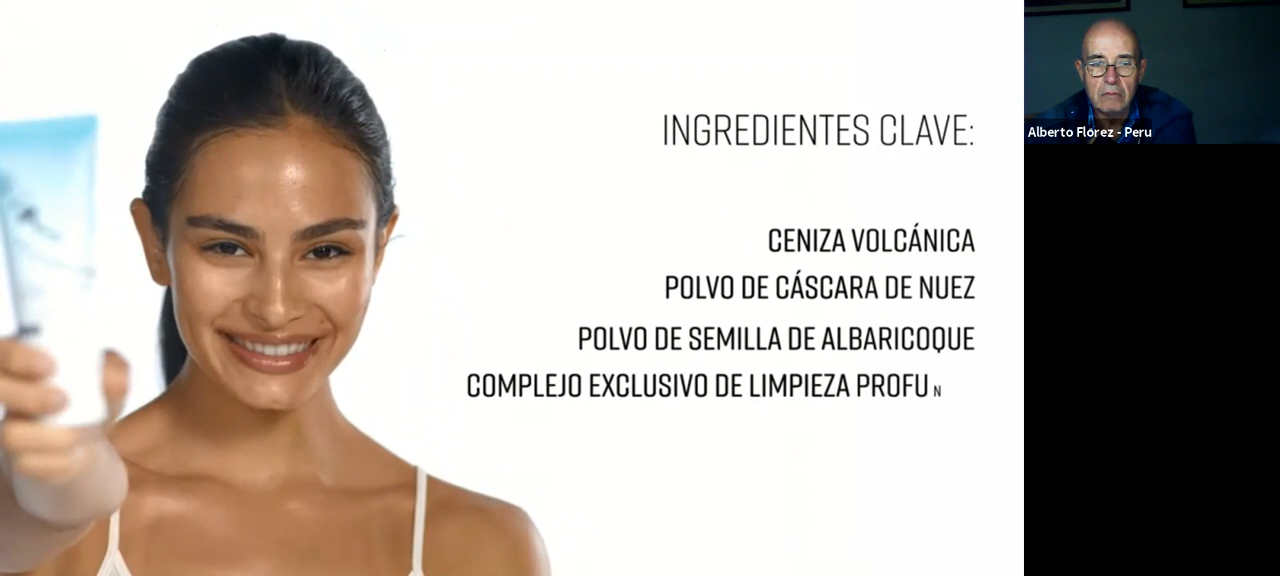 INGREDIENTES CLAVE:
CENIZA VOLCÁNICA
POLVO DE CÁSCARA DE NUEZ
POLVO DE SEMILLA DE ALBARICOQUE
COMPLEJO EXCLUSIVO DE LIMPIEZA PROFUN
Alberto Florez - Peru